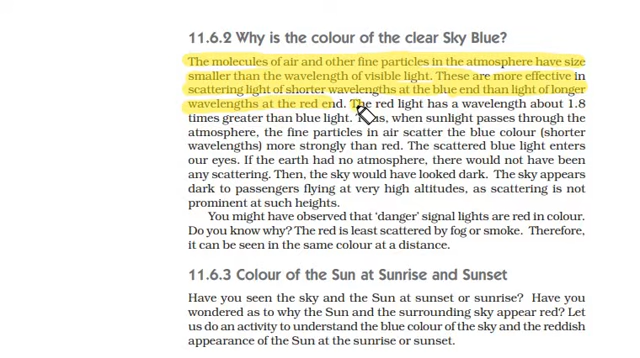 11.6.2 Why is the colour of the clear Sky Blue?
The molecules of air and other fine particles in the atmosphere have size
smaller than the wavelength of visible light. These are more effective in
scattering light of shorter wavelengths at the blue end than light of longer
wavelengths at the red end. The red light has a wavelength about 1.8
times greater than blue light. Thus, when sunlight passes through the
atmosphere, the fine particles in air scatter the blue colour (shorter
wavelengths) more strongly than red. The scattered blue light enters
our eyes. If the earth had no atmosphere, there would not have been
any scattering. Then, the sky would have looked dark. The sky appears
dark to passengers flying at very high altitudes, as scattering is not
prominent at such heights.
You might have observed that ‘danger’ signal lights are red in colour.
Do you know why? The red is least scattered by fog or smoke. Therefore,
it can be seen in the same colour at a distance.
11.6.3 Colour of the Sun at Sunrise and Sunset
Have you seen the sky and the Sun at sunset or sunrise? Have you
wondered as to why the Sun and the surrounding sky appear red? Let
us do an activity to understand the blue colour of the sky and the reddish
appearance of the Sun at the sunrise or sunset.